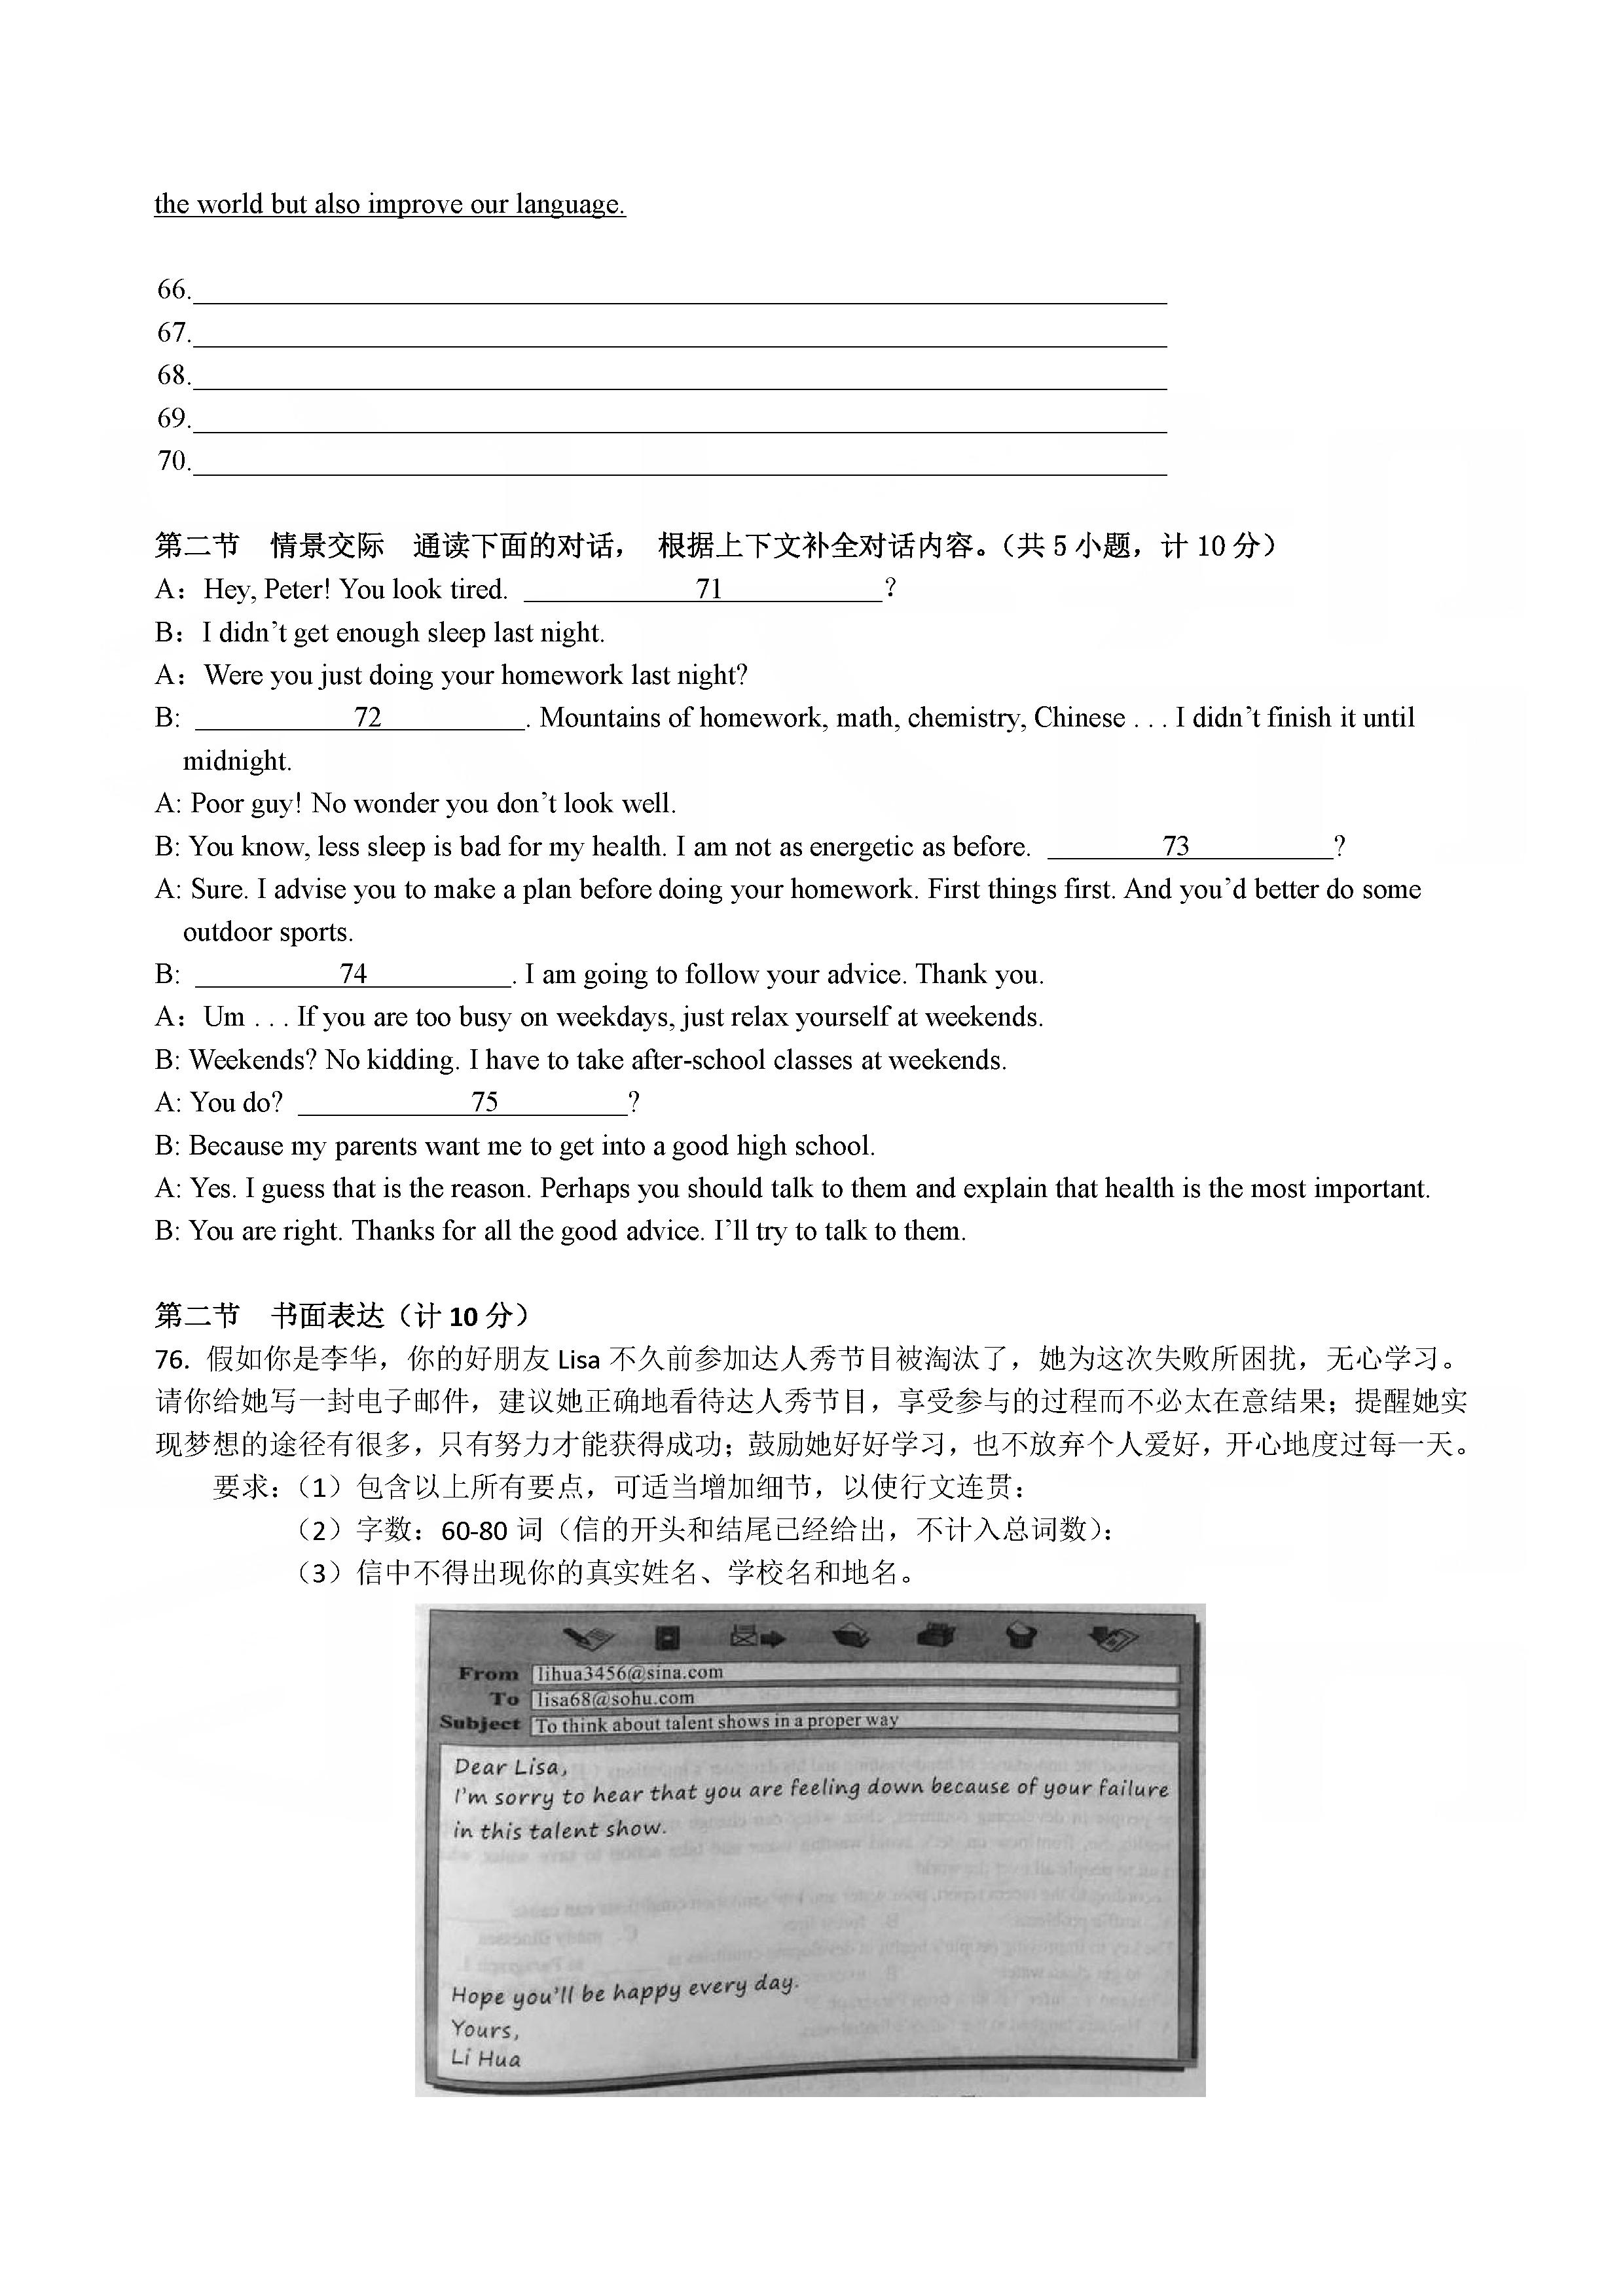 the world but also improve our language.
66.
67.
68.
69.
70.
第二节 情景交际 通读下面的对话， 根据上下文补全对话内容。（共 5 小题，计 10 分）
A：Hey, Peter! You look tired. 71 ?
B：I didn’t get enough sleep last night.
A：Were you just doing your homework last night?
B: 72 . Mountains of homework, math, chemistry, Chinese . . . I didn’t finish it until
midnight.
A: Poor guy! No wonder you don’t look well.
B: You know, less sleep is bad for my health. I am not as energetic as before. 73 ?
A: Sure. I advise you to make a plan before doing your homework. First things first. And you’d better do some
outdoor sports.
B: 74 . I am going to follow your advice. Thank you.
A：Um . . . If you are too busy on weekdays, just relax yourself at weekends.
B: Weekends? No kidding. I have to take after-school classes at weekends.
A: You do? 75 ?
B: Because my parents want me to get into a good high school.
A: Yes. I guess that is the reason. Perhaps you should talk to them and explain that health is the most important.
B: You are right. Thanks for all the good advice. I’ll try to talk to them.
第二节 书面表达（计 10 分）
76. 假如你是李华，你的好朋友 Lisa 不久前参加达人秀节目被淘汰了，她为这次失败所困扰，无心学习。
请你给她写一封电子邮件，建议她正确地看待达人秀节目，享受参与的过程而不必太在意结果；提醒她实
现梦想的途径有很多，只有努力才能获得成功；鼓励她好好学习，也不放弃个人爱好，开心地度过每一天。
要求：（1）包含以上所有要点，可适当增加细节，以使行文连贯：
（2）字数：60-80 词（信的开头和结尾已经给出，不计入总词数）：
（3）信中不得出现你的真实姓名、学校名和地名。
From lihua3456@sina.com
To lisa68@sohu.com
Subject To think about talent shows in a proper way
Dear Lisa,
I'm sorry to hear that you are feeling down because of your failure
in this talent show.
Hope you'll be happy every day.
Yours,
Li Hua